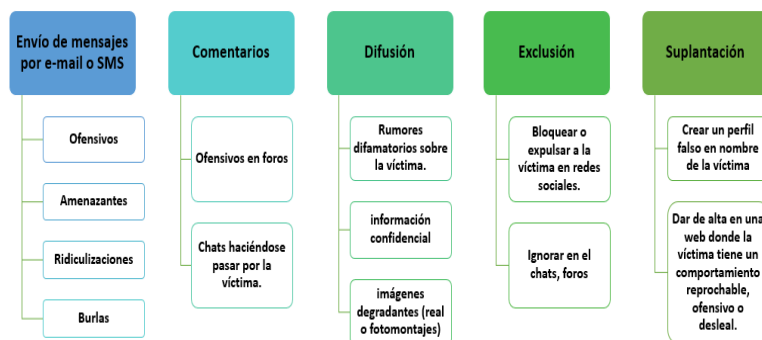 Envío de mensajes
por e-mail o SMS
Ofensivos
Amenazantes
Ridiculizaciones
Burlas
Comentarios
Ofensivos en foros
Chats haciéndose
pasar por la
víctima.
Difusión
Rumores
difamatorios sobre
la víctima.
información
confidencial
imágenes
degradantes (real
o fotomontajes)
Exclusión
Bloquear o
expulsar a la
víctima en redes
sociales.
Ignorar en el
chats, foros
Suplantación
Crear un perfil
falso en nombre
de la víctima
Dar de alta en una
web donde la
víctima tiene un
comportamiento
reprochable,
ofensivo o
desleal.